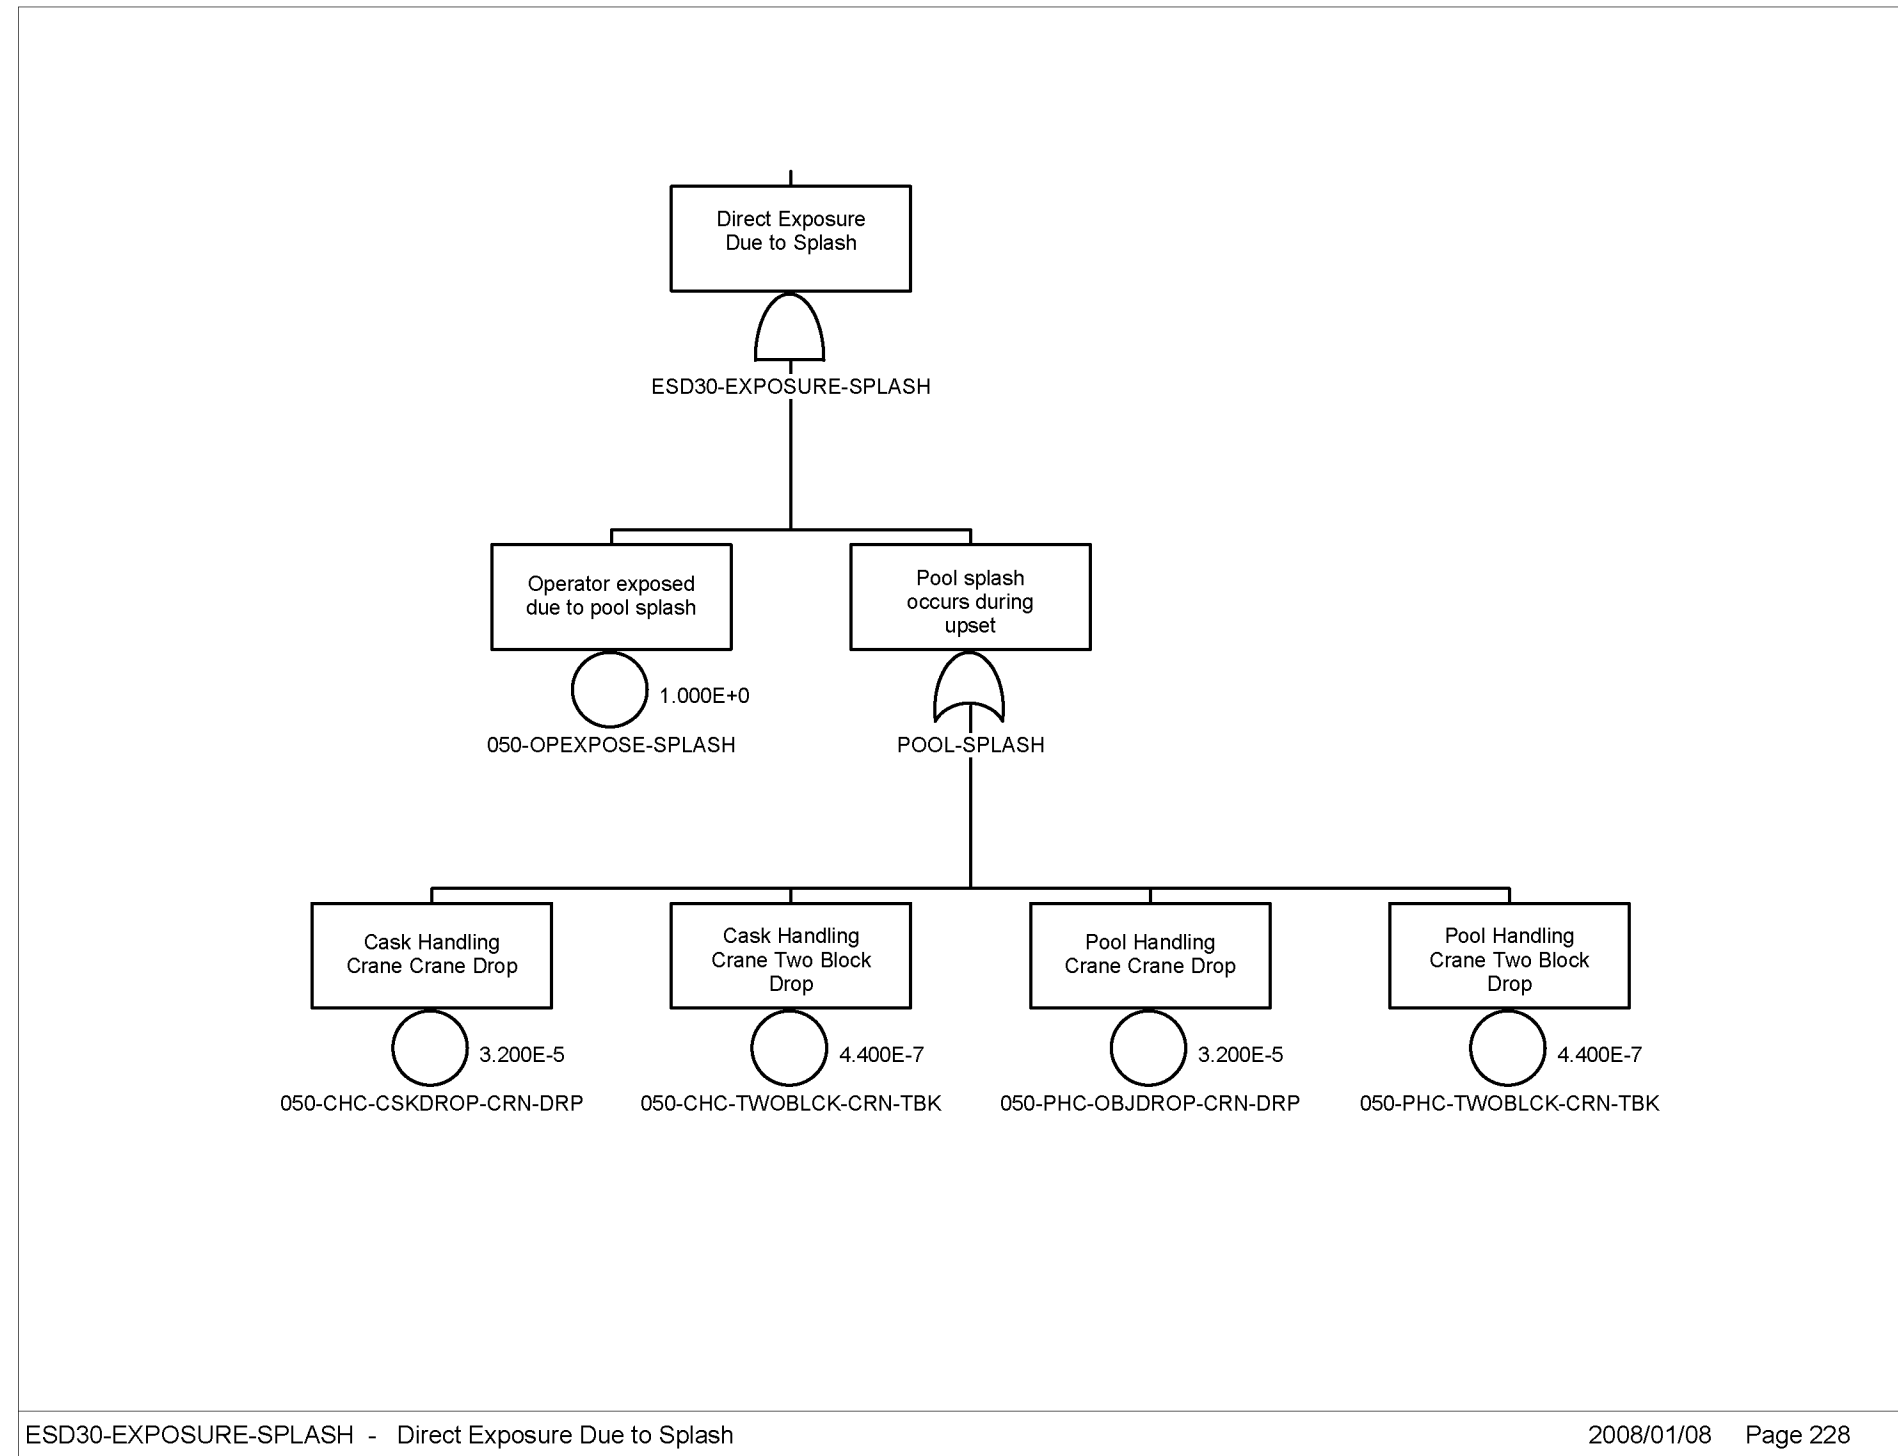 Direct Exposure
Due to Splash
ESD30-EXPOSURE-SPLASH
Operator exposed
due to pool splash
1.000E+0
050-OPEXPOSE-SPLASH
Pool splash
occurs during
upset
POOL-SPLASH
Cask Handling
Crane Crane Drop
3.200E-5
050-CHC-CSKDROP-CRN-DRP
Cask Handling
Crane Two Block
Drop
4.400E-7
050-CHC-TWOBLCK-CRN-TBK
Pool Handling
Crane Crane Drop
3.200E-5
050-PHC-OBJDROP-CRN-DRP
Pool Handling
Crane Two Block
Drop
4.400E-7
050-PHC-TWOBLCK-CRN-TBK
ESD30-EXPOSURE-SPLASH - Direct Exposure Due to Splash
2008/01/08 Page 228